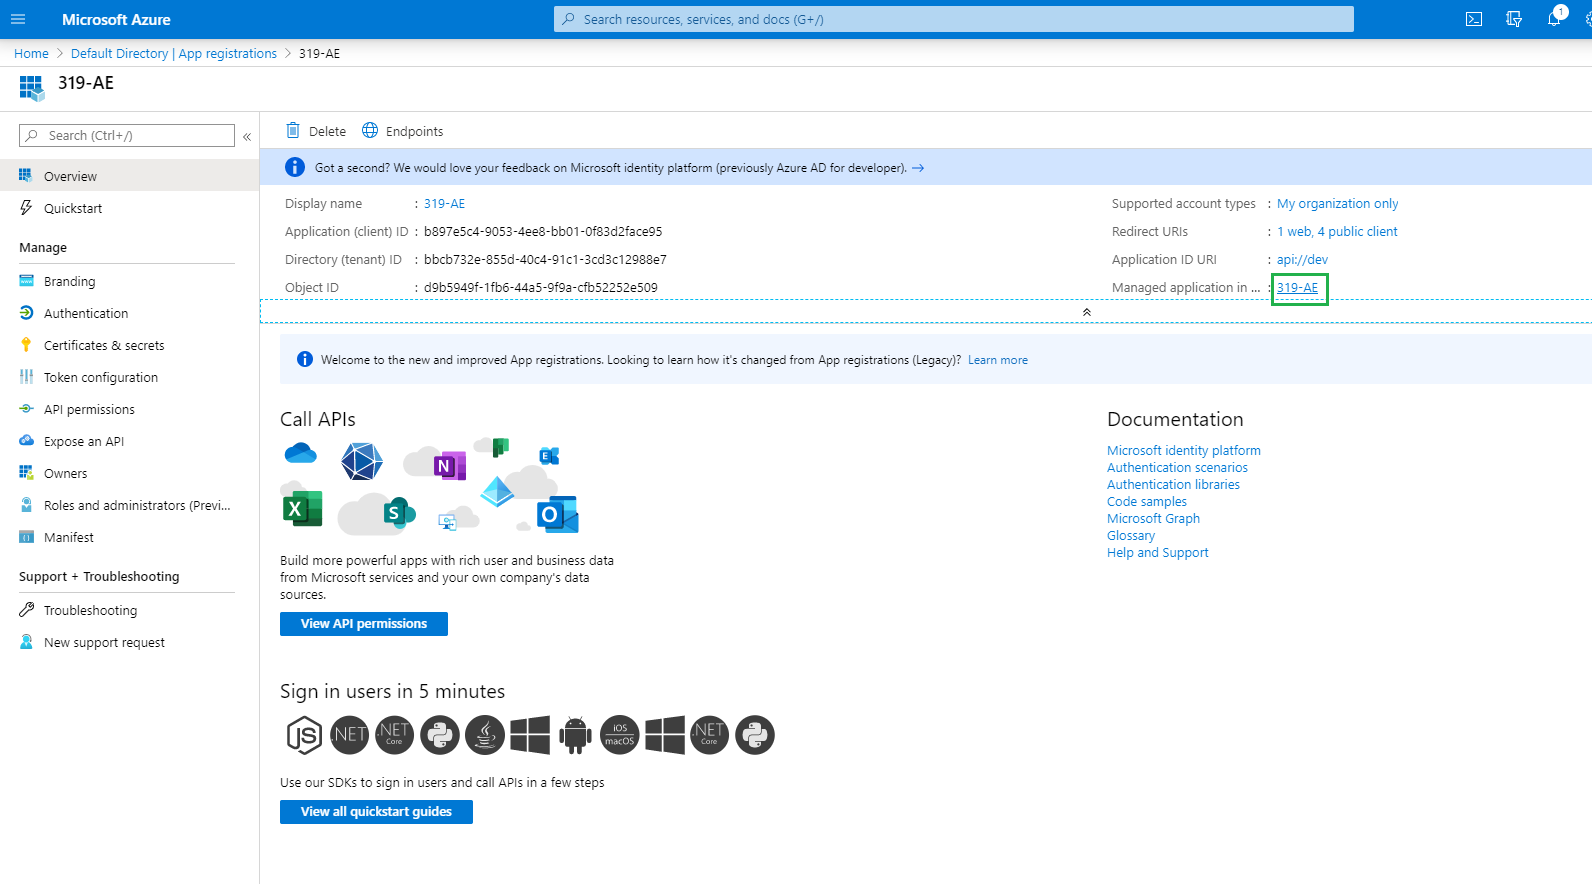 Microsoft Azure
Search resources, services, and docs (G+/)
1
Home > Default Directory | App registrations > 319-AE
319-AE
Search (Ctrl+/)
«
Overview
Quickstart
Manage
Branding
Authentication
Certificates & secrets
Token configuration
API permissions
Expose an API
Owners
Roles and administrators (Previ...
Manifest
Support + Troubleshooting
Troubleshooting
New support request
Delete
Endpoints
Got a second? We would love your feedback on Microsoft identity platform (previously Azure AD for developer). →
Display name : 319-AE
Application (client) ID : b897e5c4-9053-4ee8-bb01-0f83d2face95
Directory (tenant) ID : bbcb732e-855d-40c4-91c1-3cd3c12988e7
Object ID : d9b5949f-1fb6-44a5-9f9a-cfb52252e509
Supported account types : My organization only
Redirect URIs : 1 web, 4 public client
Application ID URI : api://dev
Managed application in ... : 319-AE
Welcome to the new and improved App registrations. Looking to learn how it's changed from App registrations (Legacy)? Learn more
Call APIs
N
E
X
S
O
Build more powerful apps with rich user and business data
from Microsoft services and your own company's data
sources.
View API permissions
Documentation
Microsoft identity platform
Authentication scenarios
Authentication libraries
Code samples
Microsoft Graph
Glossary
Help and Support
Sign in users in 5 minutes
JS
.NET
.NET
Core
iOS
macOS
.NET
Core
Use our SDKs to sign in users and call APIs in a few steps
View all quickstart guides